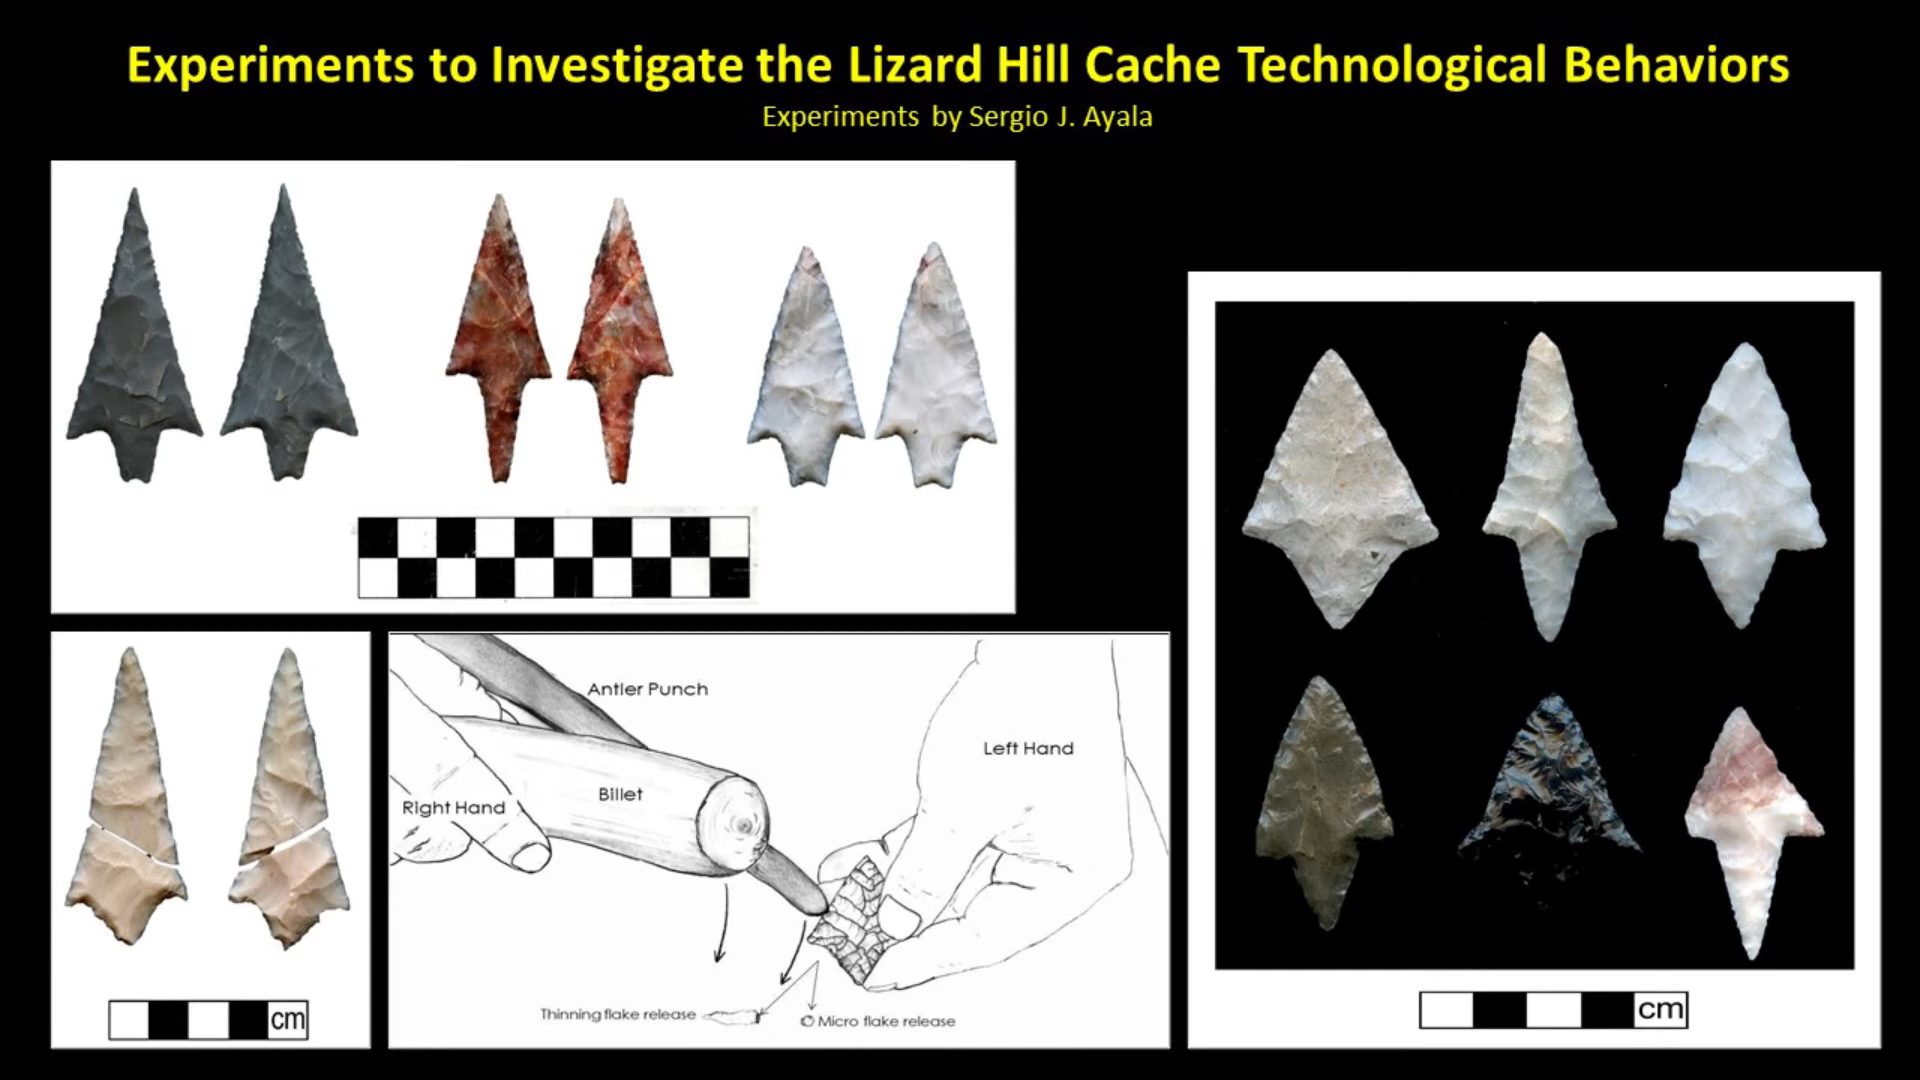 Experiments to Investigate the Lizard Hill Cache Technological Behaviors
Experiments by Sergio J. Ayala
Antler Punch
Left Hand
Billet
Right Hand
Thinning flake release
Micro flake release
cm
cm